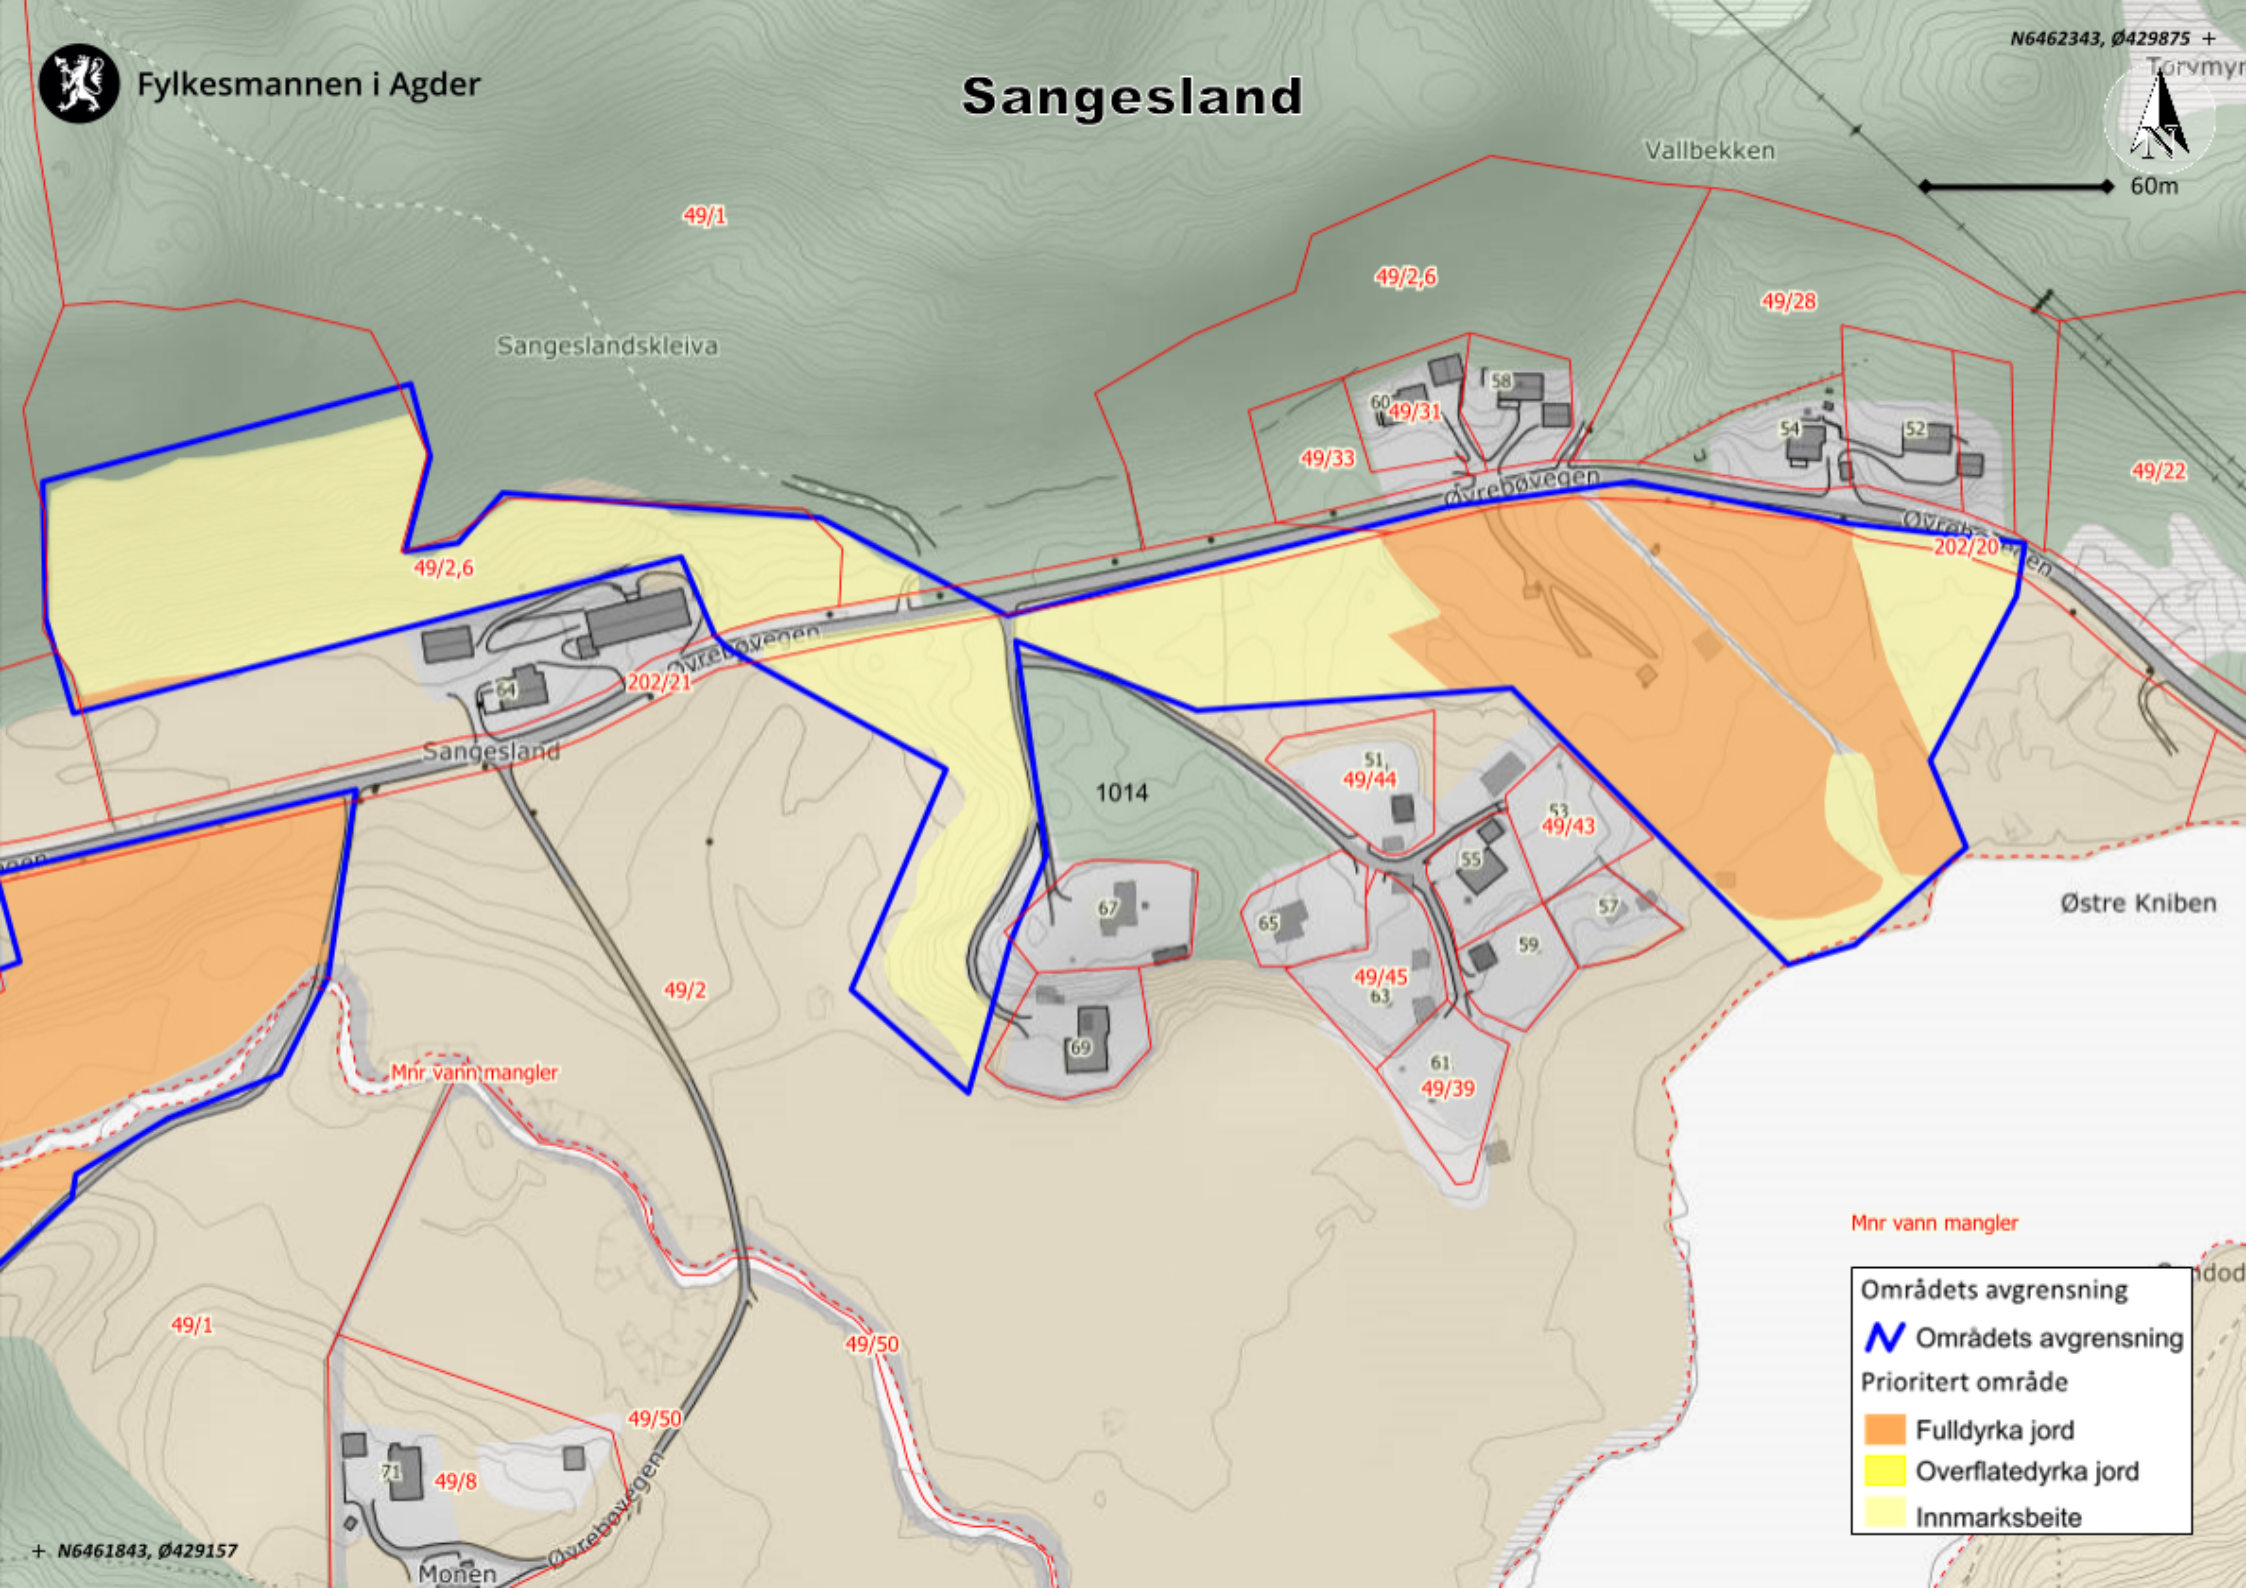 N6462343, Ø429875 +
Torvmyr
Fylkesmannen i Agder
Sangesland
N
Vallbekken
60m
49/1
49/2,6
49/28
Sangeslandskleiva
58
60
49/31
54
52
49/33
49/22
Øvrebøvegen
Øvrebøvegen
202/20
49/2,6
Øvrebøvegen
64
202/21
Sangesland
51
49/44
1014
53
49/43
55
67
65
57
Østre Kniben
59
49/45
63
49/2
69
61
49/39
Mnr vann mangler
Mnr vann mangler
49/1
49/50
49/50
71
49/8
Øvrebøvegen
Monen
+ N6461843, Ø429157
Områdets avgrensning
Områdets avgrensning
Prioritert område
Fulldyrka jord
Overflatedyrka jord
Innmarksbeite